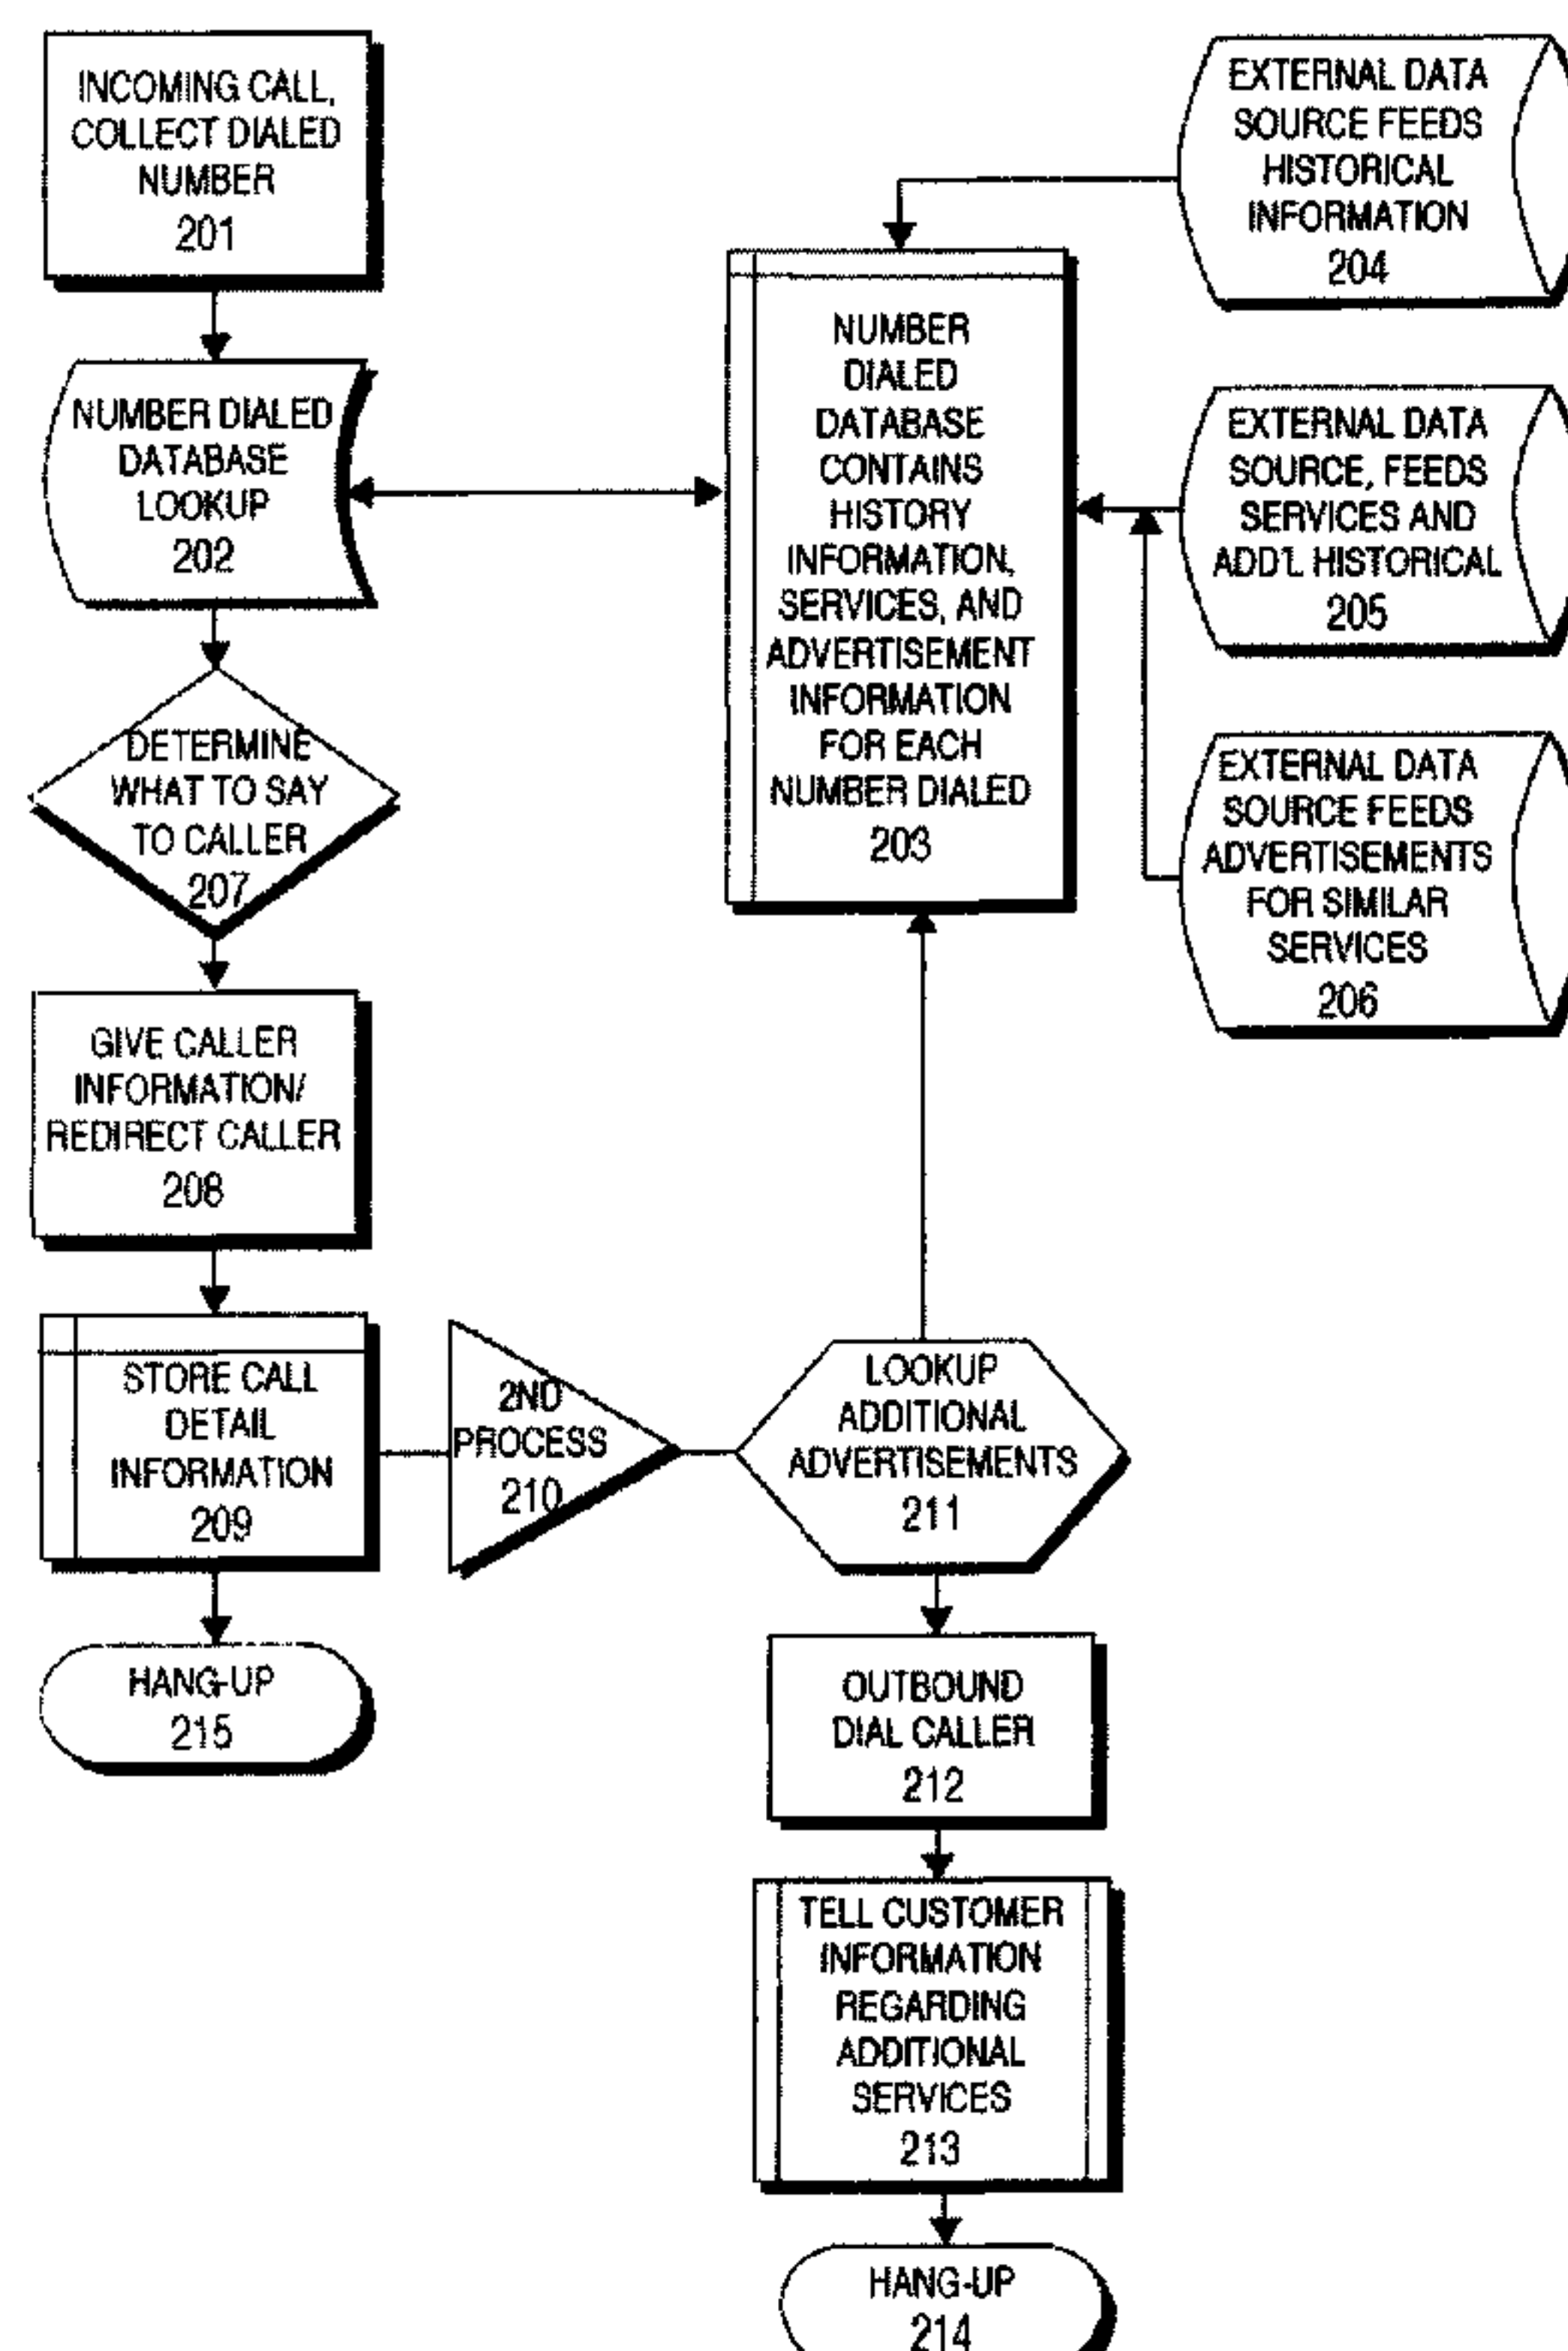 INCOMING CALL,
COLLECT DIALED
NUMBER
201
NUMBER DIALED
DATABASE
LOOKUP
202
DETERMINE
WHAT TO SAY
TO CALLER
207
GIVE CALLER
INFORMATION/
REDIRECT CALLER
208
STORE CALL
DETAIL
INFORMATION
209
HANG-UP
215
2ND
PROCESS
210
NUMBER
DIALED
DATABASE
CONTAINS
HISTORY
INFORMATION,
SERVICES, AND
ADVERTISEMENT
INFORMATION
FOR EACH
NUMBER DIALED
203
EXTERNAL DATA
SOURCE FEEDS
HISTORICAL
INFORMATION
204
EXTERNAL DATA
SOURCE, FEEDS
SERVICES AND
ADD'L HISTORICAL
205
EXTERNAL DATA
SOURCE FEEDS
ADVERTISEMENTS
FOR SIMILAR
SERVICES
206
LOOKUP
ADDITIONAL
ADVERTISEMENTS
211
OUTBOUND
DIAL CALLER
212
TELL CUSTOMER
INFORMATION
REGARDING
ADDITIONAL
SERVICES
213
HANG-UP
214